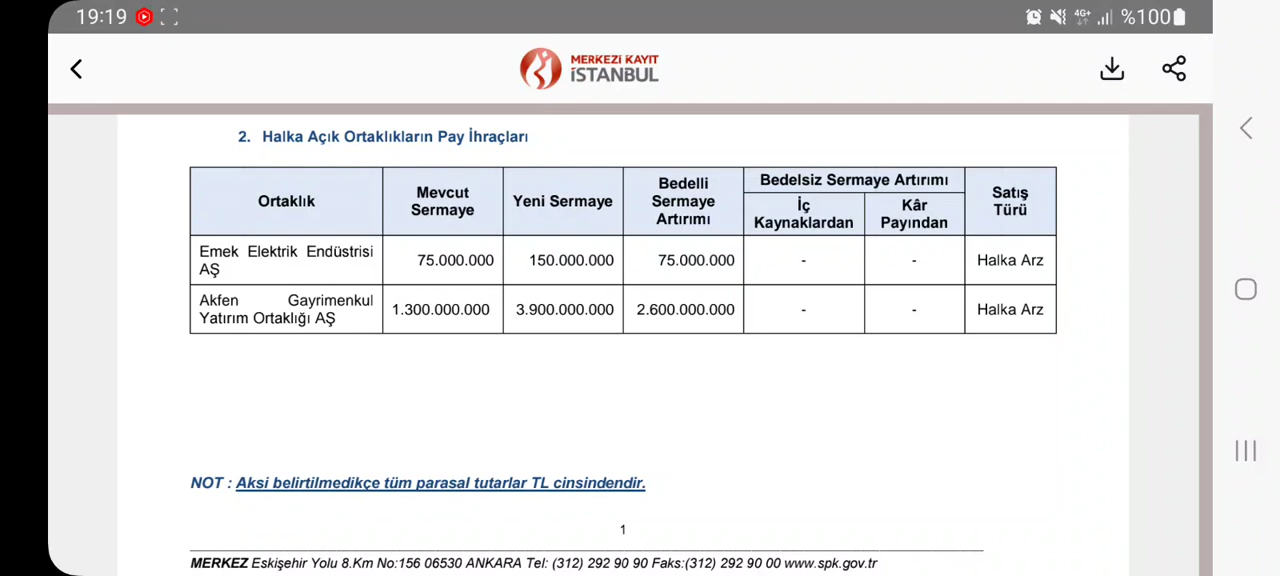 19:19
4G+
%100
MERKEZİ KAYIT
İSTANBUL
2. Halka Açık Ortaklıkların Pay İhraçları
Ortaklık
Mevcut
Sermaye
Yeni Sermaye
Bedelli
Sermaye
Artırımı
Bedelsiz Sermaye Artırımı
İç
Kaynaklardan
Kâr
Payından
Satış
Türü
Emek Elektrik Endüstrisi
AŞ
75.000.000
150.000.000
75.000.000
-
-
Halka Arz
Akfen Gayrimenkul
Yatırım Ortaklığı AŞ
1.300.000.000
3.900.000.000
2.600.000.000
-
-
Halka Arz
NOT : Aksi belirtilmedikçe tüm parasal tutarlar TL cinsindendir.
1
MERKEZ Eskişehir Yolu 8.Km No:156 06530 ANKARA Tel: (312) 292 90 90 Faks:(312) 292 90 00 www.spk.gov.tr